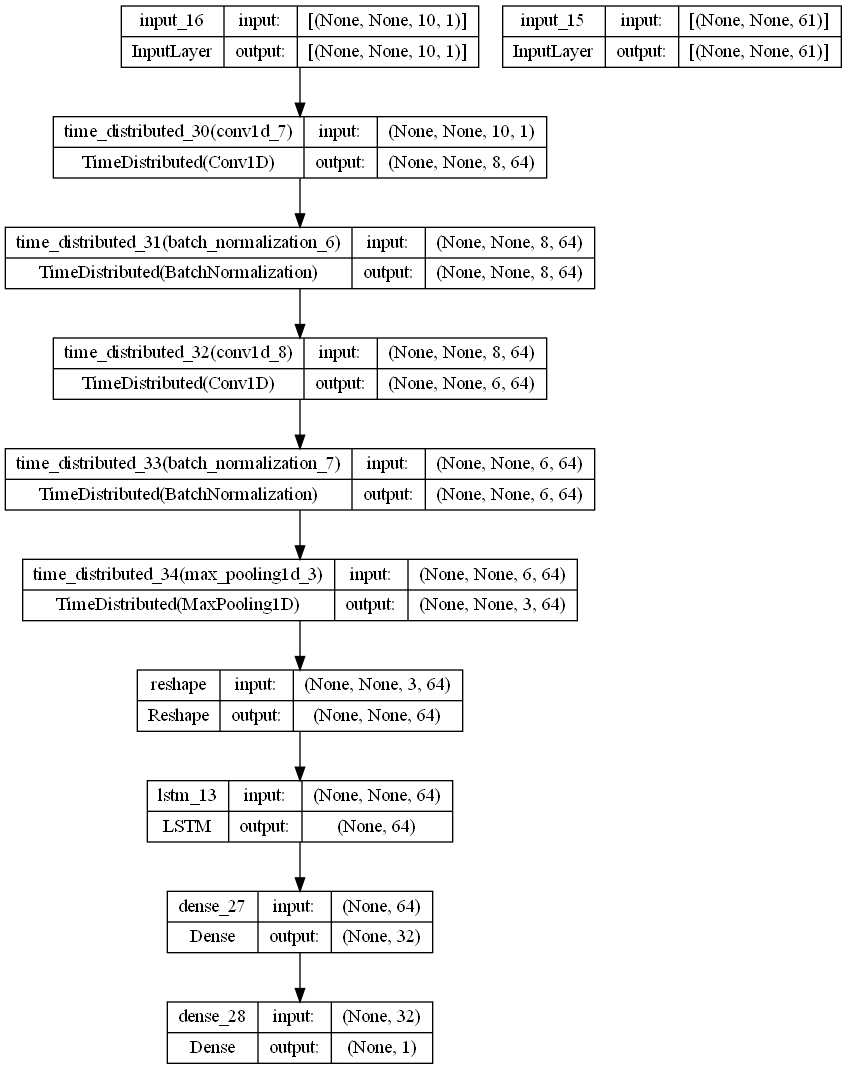 input_16 input: [(None, None, 10, 1)]
InputLayer output: [(None, None, 10, 1)]
input_15 input: [(None, None, 61)]
InputLayer output: [(None, None, 61)]
time_distributed_30(conv1d_7) input: (None, None, 10, 1)
TimeDistributed(Conv1D) output: (None, None, 8, 64)
time_distributed_31(batch_normalization_6) input: (None, None, 8, 64)
TimeDistributed(BatchNormalization) output: (None, None, 8, 64)
time_distributed_32(conv1d_8) input: (None, None, 8, 64)
TimeDistributed(Conv1D) output: (None, None, 6, 64)
time_distributed_33(batch_normalization_7) input: (None, None, 6, 64)
TimeDistributed(BatchNormalization) output: (None, None, 6, 64)
time_distributed_34(max_pooling1d_3) input: (None, None, 6, 64)
TimeDistributed(MaxPooling1D) output: (None, None, 3, 64)
reshape input: (None, None, 3, 64)
Reshape output: (None, None, 64)
lstm_13 input: (None, None, 64)
LSTM output: (None, 64)
dense_27 input: (None, 64)
Dense output: (None, 32)
dense_28 input: (None, 32)
Dense output: (None, 1)